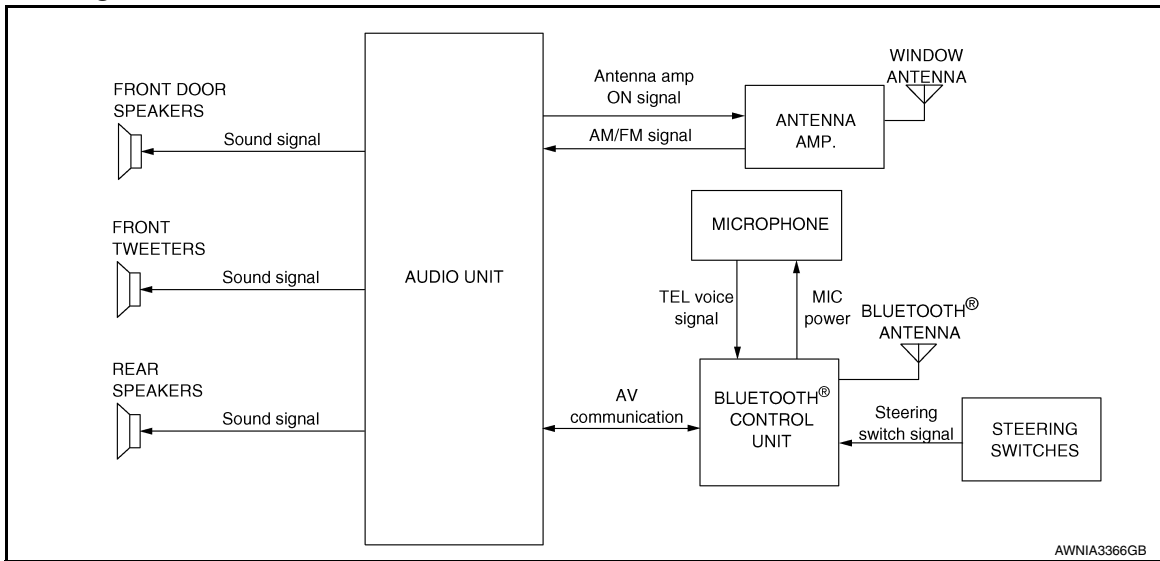 FRONT DOOR
SPEAKERS
Sound signal
FRONT
TWEETERS
Sound signal
REAR
SPEAKERS
Sound signal
AUDIO UNIT
Antenna amp
ON signal
AM/FM signal
ANTENNA
AMP.
WINDOW
ANTENNA
MICROPHONE
TEL voice
signal
MIC
power
BLUETOOTH®
ANTENNA
AV
communication
BLUETOOTH®
CONTROL
UNIT
Steering
switch signal
STEERING
SWITCHES
AWNIA3366GB